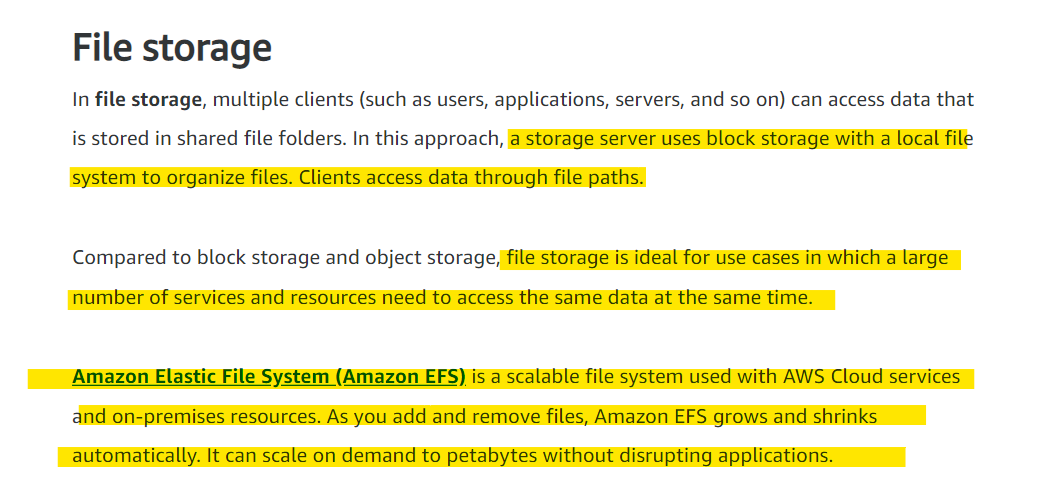 File storage
In file storage, multiple clients (such as users, applications, servers, and so on) can access data that
is stored in shared file folders. In this approach, a storage server uses block storage with a local file
system to organize files. Clients access data through file paths.
Compared to block storage and object storage, file storage is ideal for use cases in which a large
number of services and resources need to access the same data at the same time.
Amazon Elastic File System (Amazon EFS) is a scalable file system used with AWS Cloud services
and on-premises resources. As you add and remove files, Amazon EFS grows and shrinks
automatically. It can scale on demand to petabytes without disrupting applications.